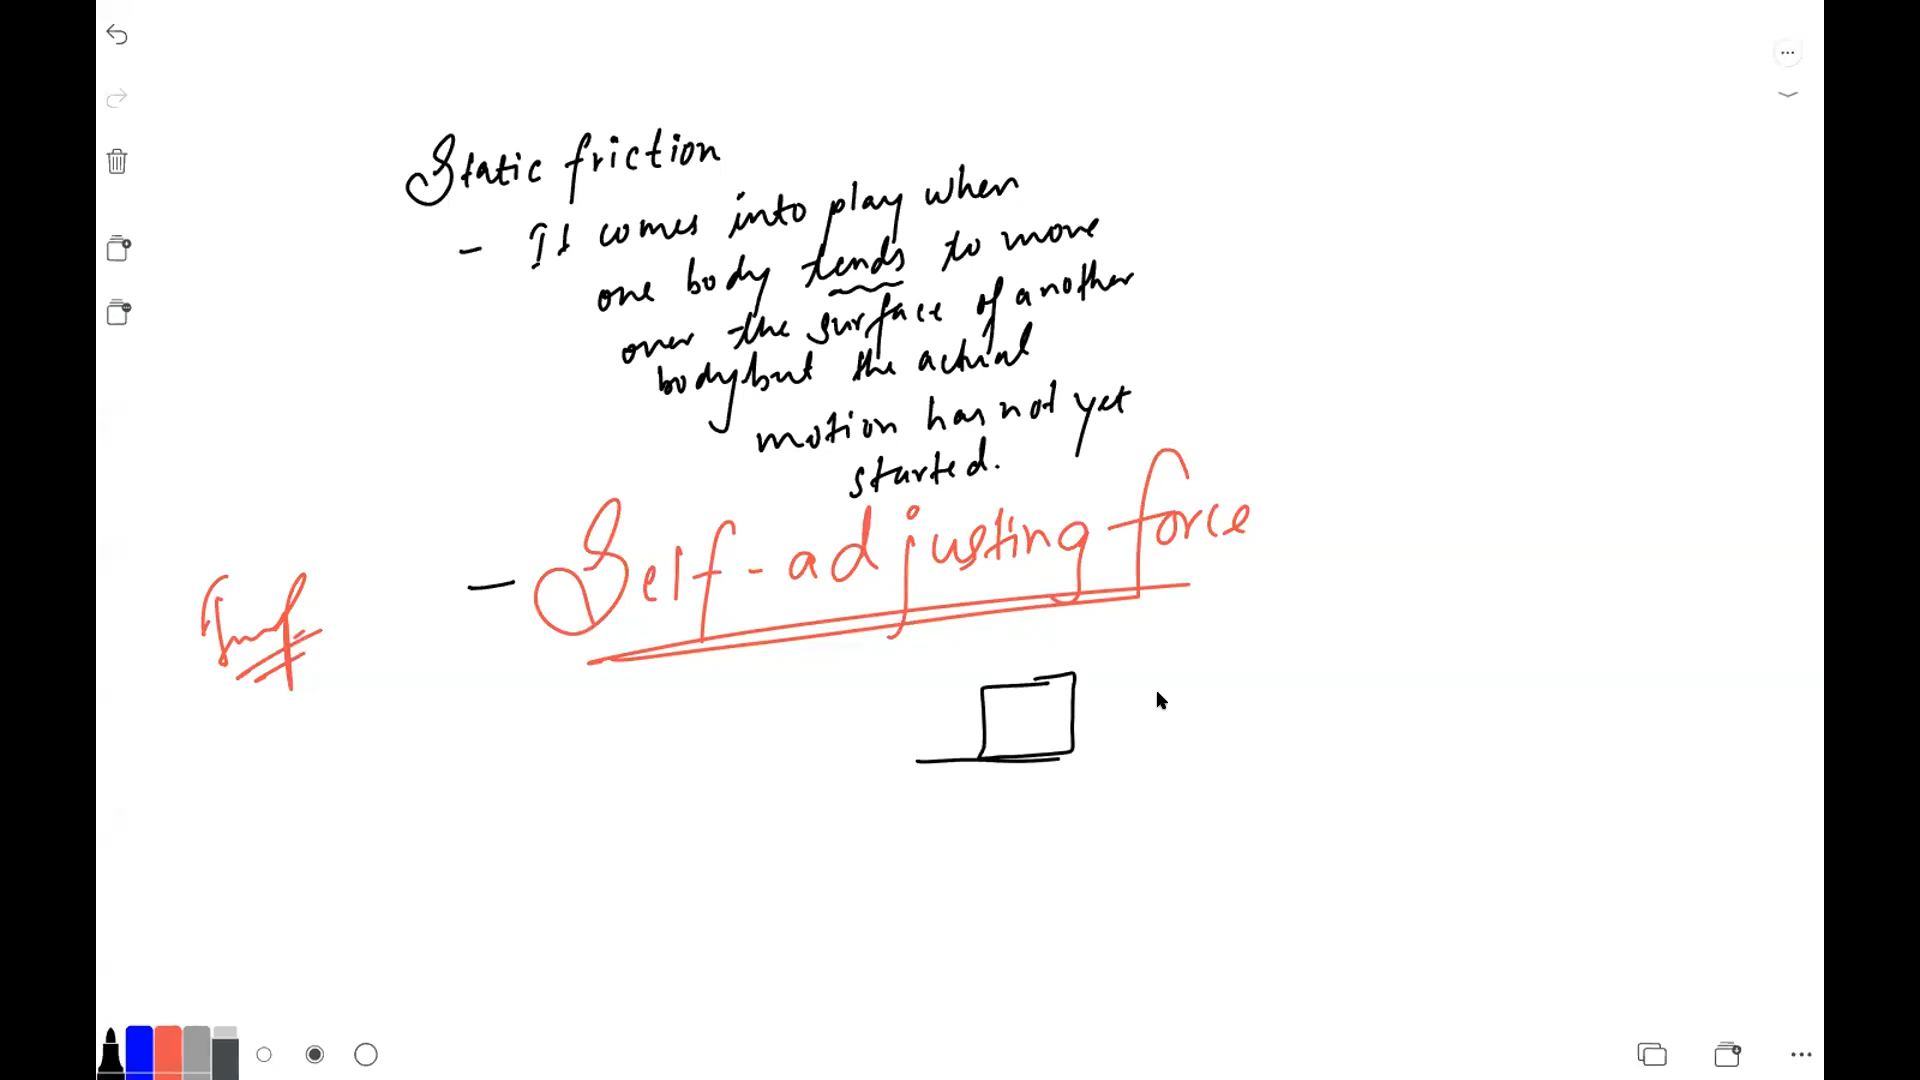 Static friction
- It comes into play when
one body tends to move
over the surface of another
body but the actual
motion has not yet
started.
- Self-adjusting force
Imp